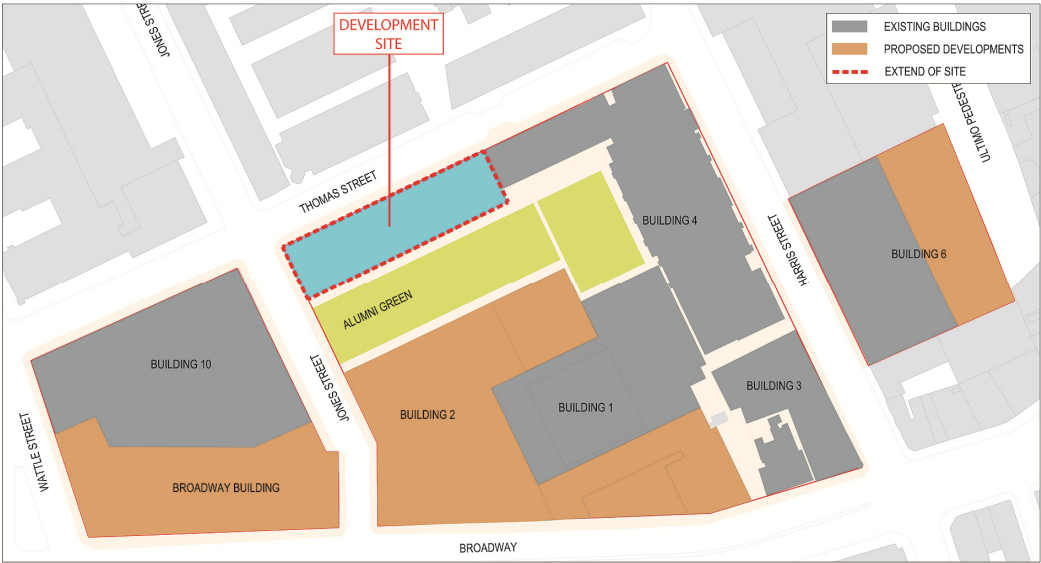 JONES STREET
DEVELOPMENT
SITE
EXISTING BUILDINGS
PROPOSED DEVELOPMENTS
EXTEND OF SITE
ULTIMO PEDEST
THOMAS STREET
BUILDING 4
HARRIS STREET
BUILDING 6
ALUMNI GREEN
BUILDING 10
JONES STREET
BUILDING 3
BUILDING 2
BUILDING 1
WATTLE STREET
BROADWAY BUILDING
BROADWAY